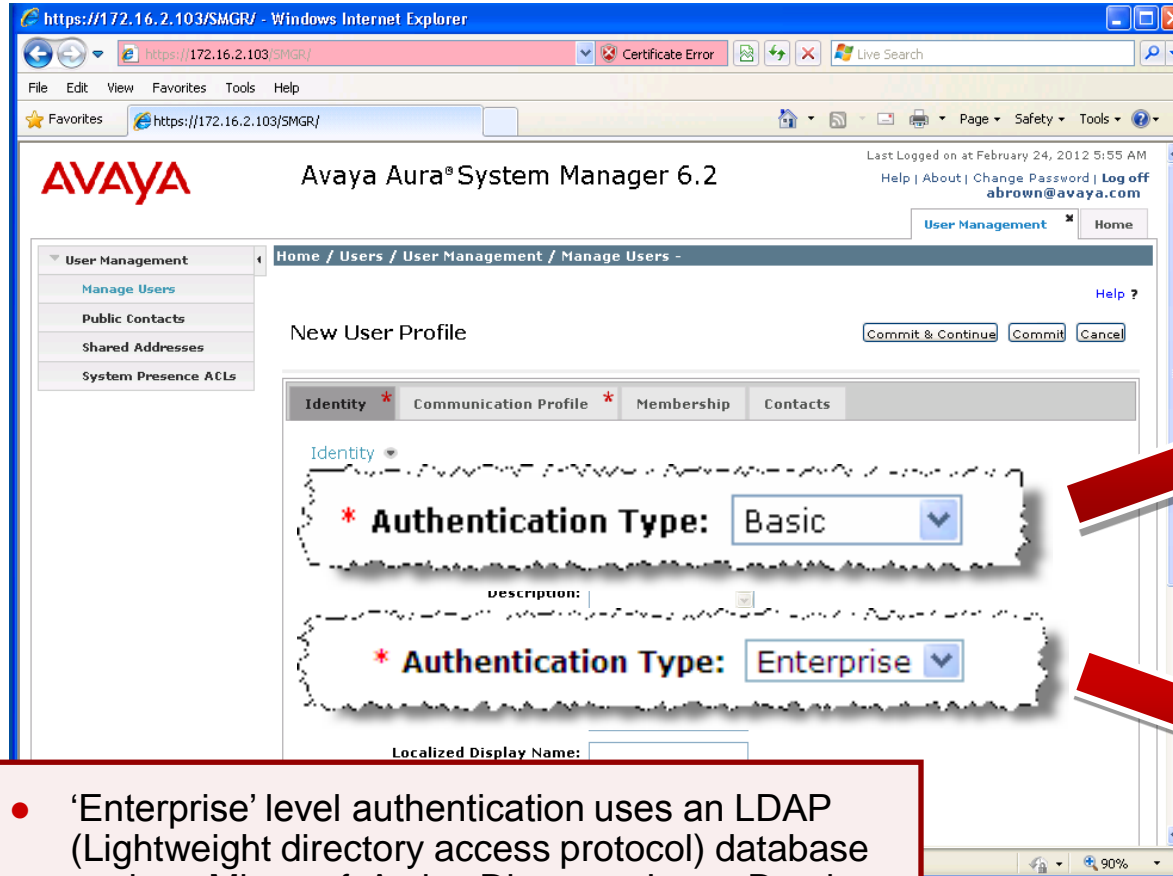 https://172.16.2.103/SMGR/ - Windows Internet Explorer
https://172.16.2.103/SMGR/
Certificate Error
Live Search
File Edit View Favorites Tools Help
Favorites
https://172.16.2.103/SMGR/
Page Safety Tools
AVAYA
Avaya Aura® System Manager 6.2
Last Logged on at February 24, 2012 5:55 AM
Help | About | Change Password | Log off
abrown@avaya.com
User Management
Home
User Management
Manage Users
Public Contacts
Shared Addresses
System Presence ACLs
Home / Users / User Management / Manage Users -
Help ?
New User Profile
Commit & Continue
Commit
Cancel
Identity *
Communication Profile *
Membership
Contacts
Identity
* Authentication Type: Basic
Description:
* Authentication Type: Enterprise
Localized Display Name:
• ‘Enterprise’ level authentication uses an LDAP
(Lightweight directory access protocol) database
90%